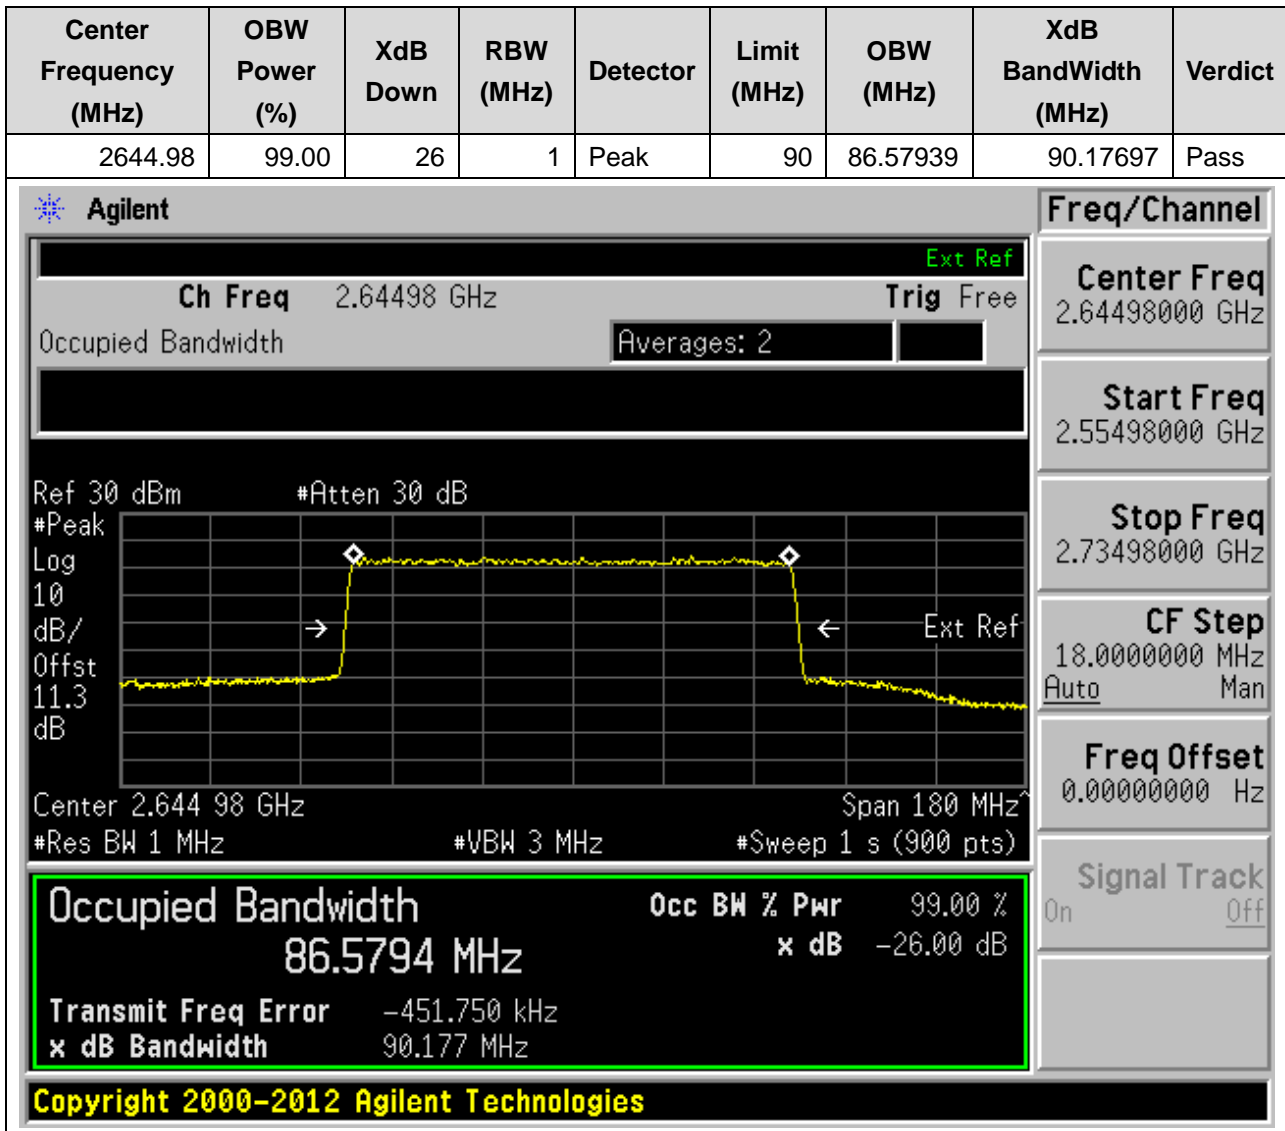 Center Frequency (MHz) OBW Power (%) XdB Down RBW (MHz) Detector Limit (MHz) OBW (MHz) XdB BandWidth (MHz) Verdict
2644.98 99.00 26 1 Peak 90 86.57939 90.17697 Pass
Agilent Freq/Channel
Ext Ref
Ch Freq 2.64498 GHz Trig Free
Occupied Bandwidth Averages: 2
Ref 30 dBm #Atten 30 dB
#Peak
Log
10
dB/
Offst
11.3
dB
Ext Ref
Center 2.644 98 GHz Span 180 MHz^
#Res BW 1 MHz #VBW 3 MHz #Sweep 1 s (900 pts)
Occupied Bandwidth Occ BW % Pwr 99.00 %
86.5794 MHz x dB -26.00 dB
Transmit Freq Error -451.750 kHz
x dB Bandwidth 90.177 MHz
Center Freq
2.64498000 GHz
Start Freq
2.55498000 GHz
Stop Freq
2.73498000 GHz
CF Step
18.0000000 MHz
Auto Man
Freq Offset
0.00000000 Hz
Signal Track
On Off
Copyright 2000-2012 Agilent Technologies